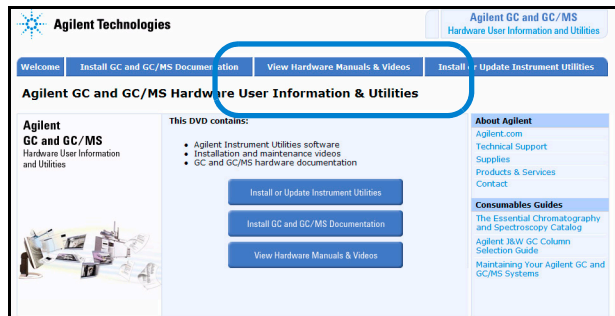 Agilent Technologies
Agilent GC and GC/MS
Hardware User Information and Utilities
Welcome
Install GC and GC/MS Documentation
View Hardware Manuals & Videos
Install or Update Instrument Utilities
Agilent GC and GC/MS Hardware User Information & Utilities
Agilent
GC and GC/MS
Hardware User Information
and Utilities
This DVD contains:
• Agilent Instrument Utilities software
• Installation and maintenance videos
• GC and GC/MS hardware documentation
Install or Update Instrument Utilities
Install GC and GC/MS Documentation
View Hardware Manuals & Videos
About Agilent
Agilent.com
Technical Support
Supplies
Products & Services
Contact
Consumables Guides
The Essential Chromatography
and Spectroscopy Catalog
Agilent J&W GC Column
Selection Guide
Maintaining Your Agilent GC and
GC/MS Systems